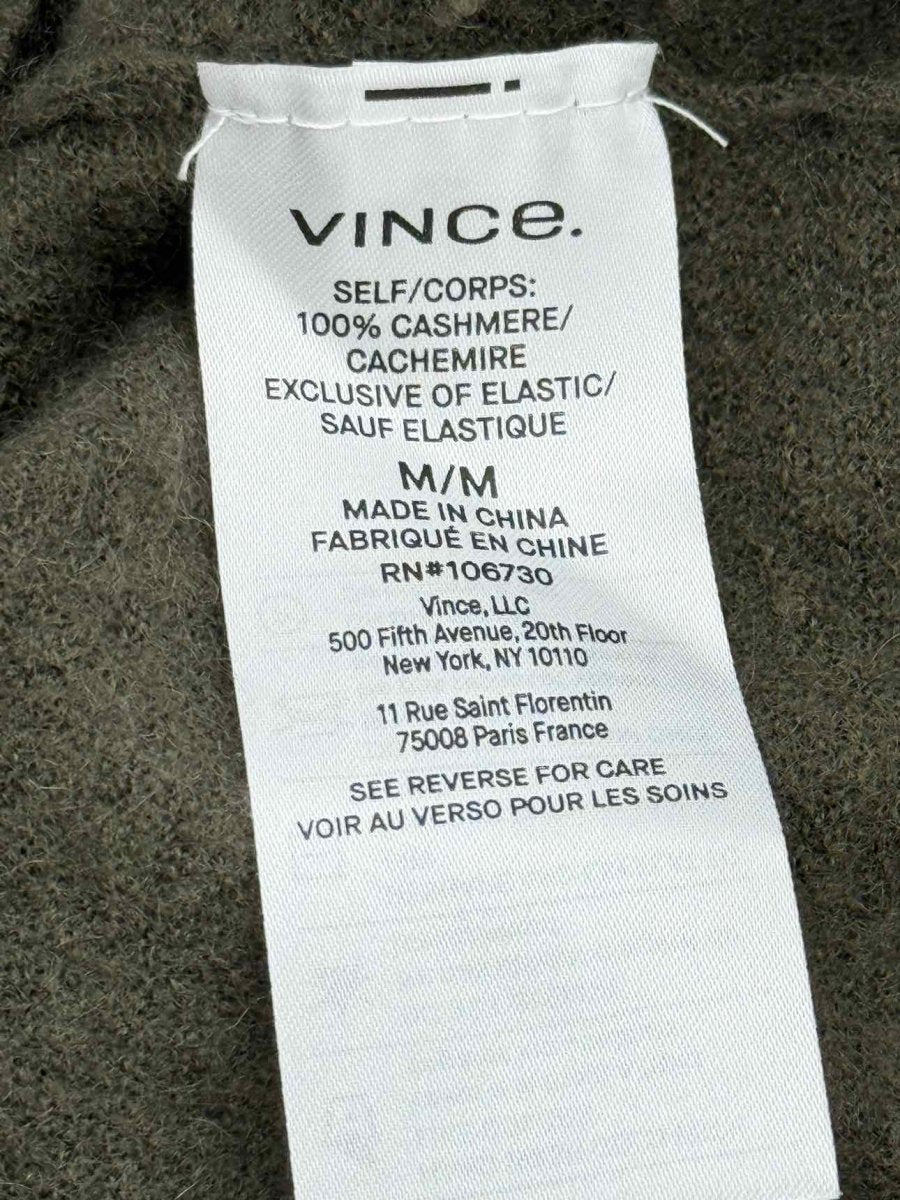 VINCE.
SELF/CORPS:
100% CASHMERE/
CACHEMIRE
EXCLUSIVE OF ELASTIC/
SAUF ELASTIQUE
M/M
MADE IN CHINA
FABRIQUÉ EN CHINE
RN#106730
Vince, LLC
500 Fifth Avenue, 20th Floor
New York, NY 10110
11 Rue Saint Florentin
75008 Paris France
SEE REVERSE FOR CARE
VOIR AU VERSO POUR LES SOINS